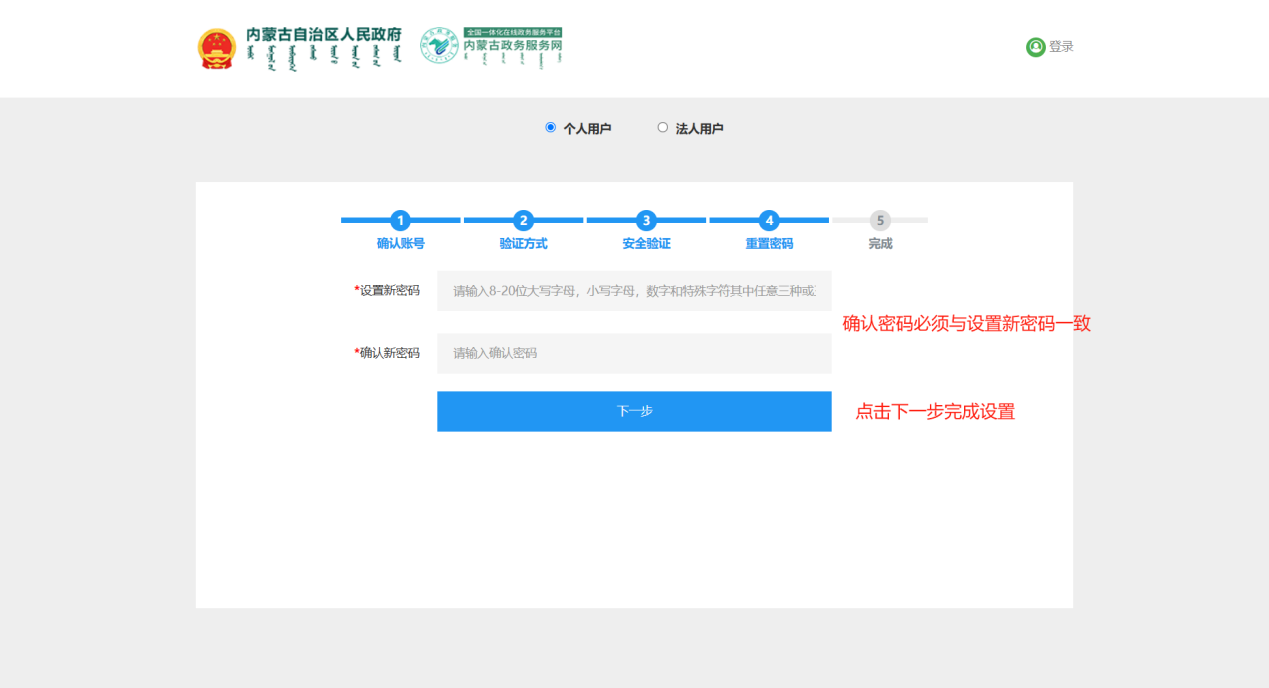 内蒙古自治区人民政府
全国一体化在线政务服务平台
内蒙古政务服务网
登录
个人用户 法人用户
1 2 3 4 5
确认账号 验证方式 安全验证 重置密码 完成
*设置新密码 请输入8-20位大写字母，小写字母，数字和特殊字符其中任意三种或
确认密码必须与设置新密码一致
*确认新密码 请输入确认密码
下一步 点击下一步完成设置